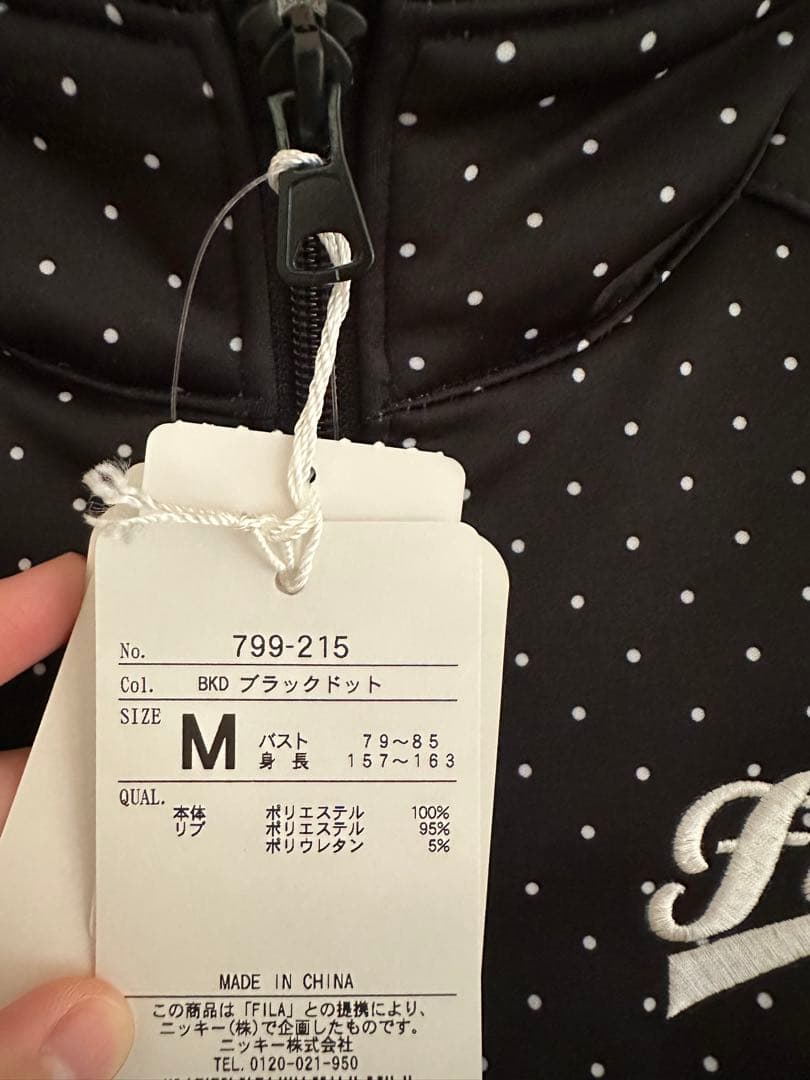 No. 799-215
Col. BKD ブラックドット
SIZE M バスト 79～85
身長 157～163
QUAL. 本体 ポリエステル 100%
リブ ポリエステル 95%
ポリウレタン 5%
MADE IN CHINA
この商品は「FILA」との提携により、
ニッキー(株)で企画したものです。
ニッキー株式会社
TEL. 0120-021-950